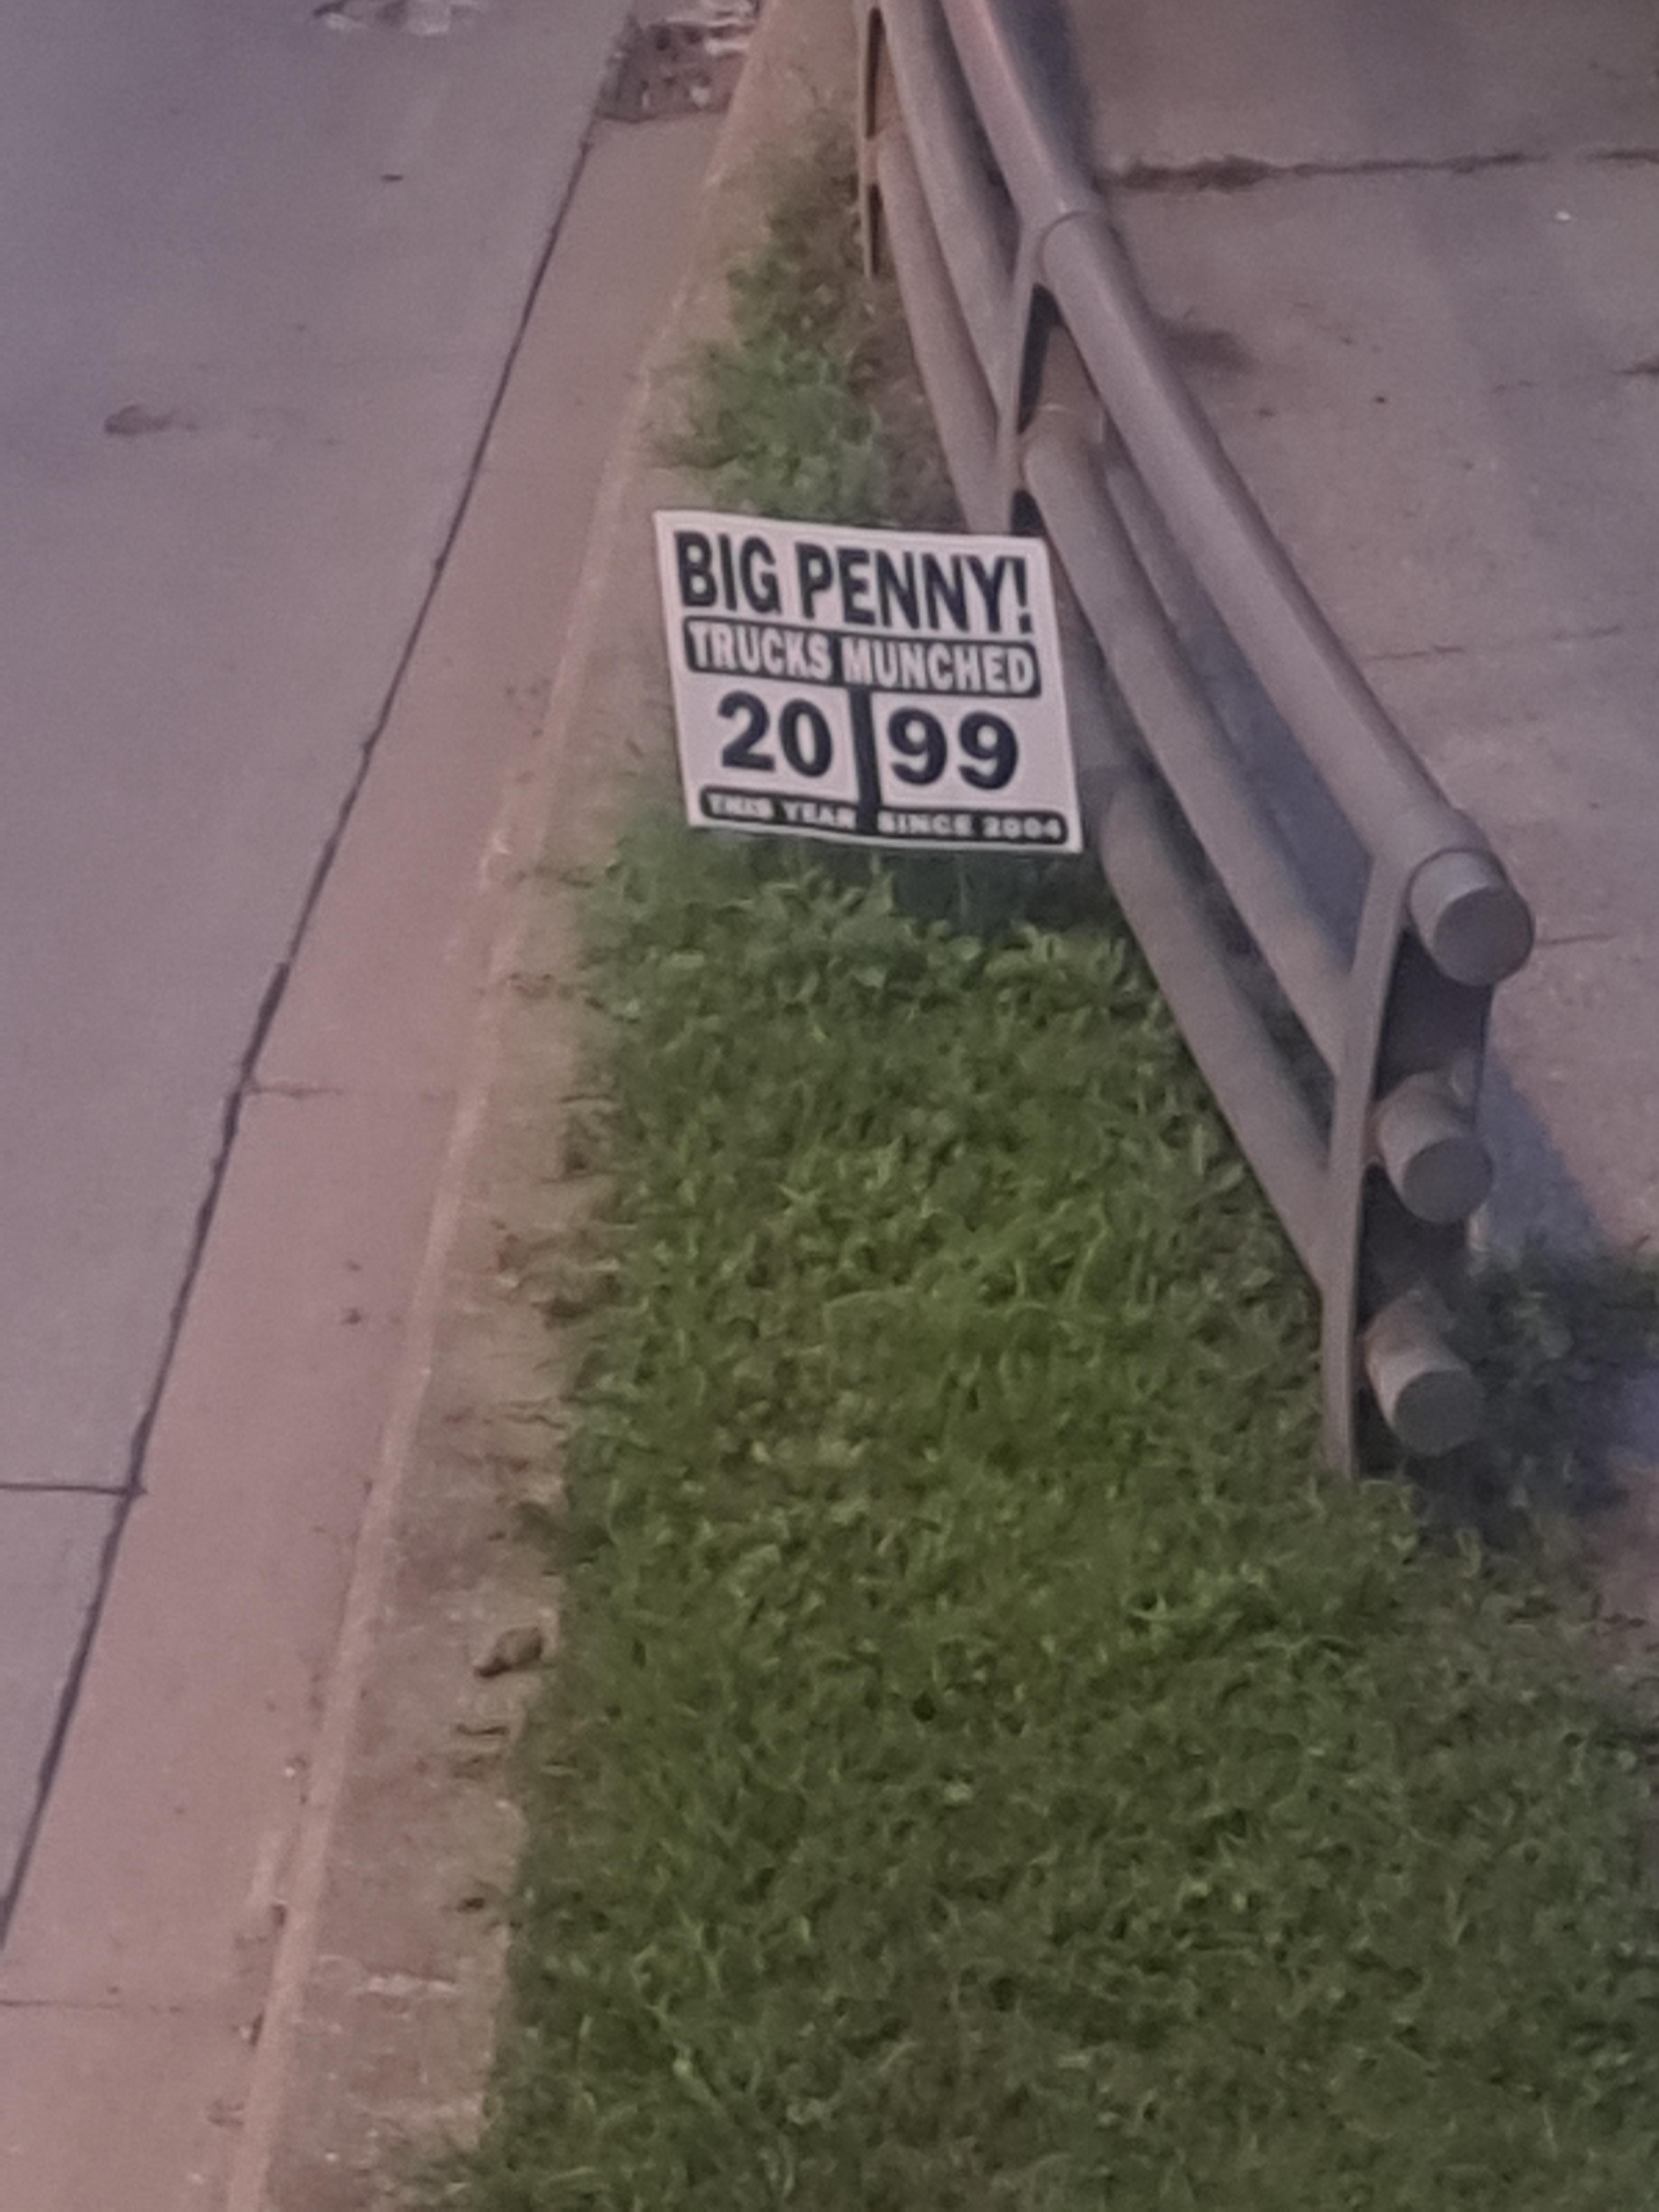 BIG PENNY!
TRUCKS MUNCHED
20 99
THIS YEAR SINCE 2004